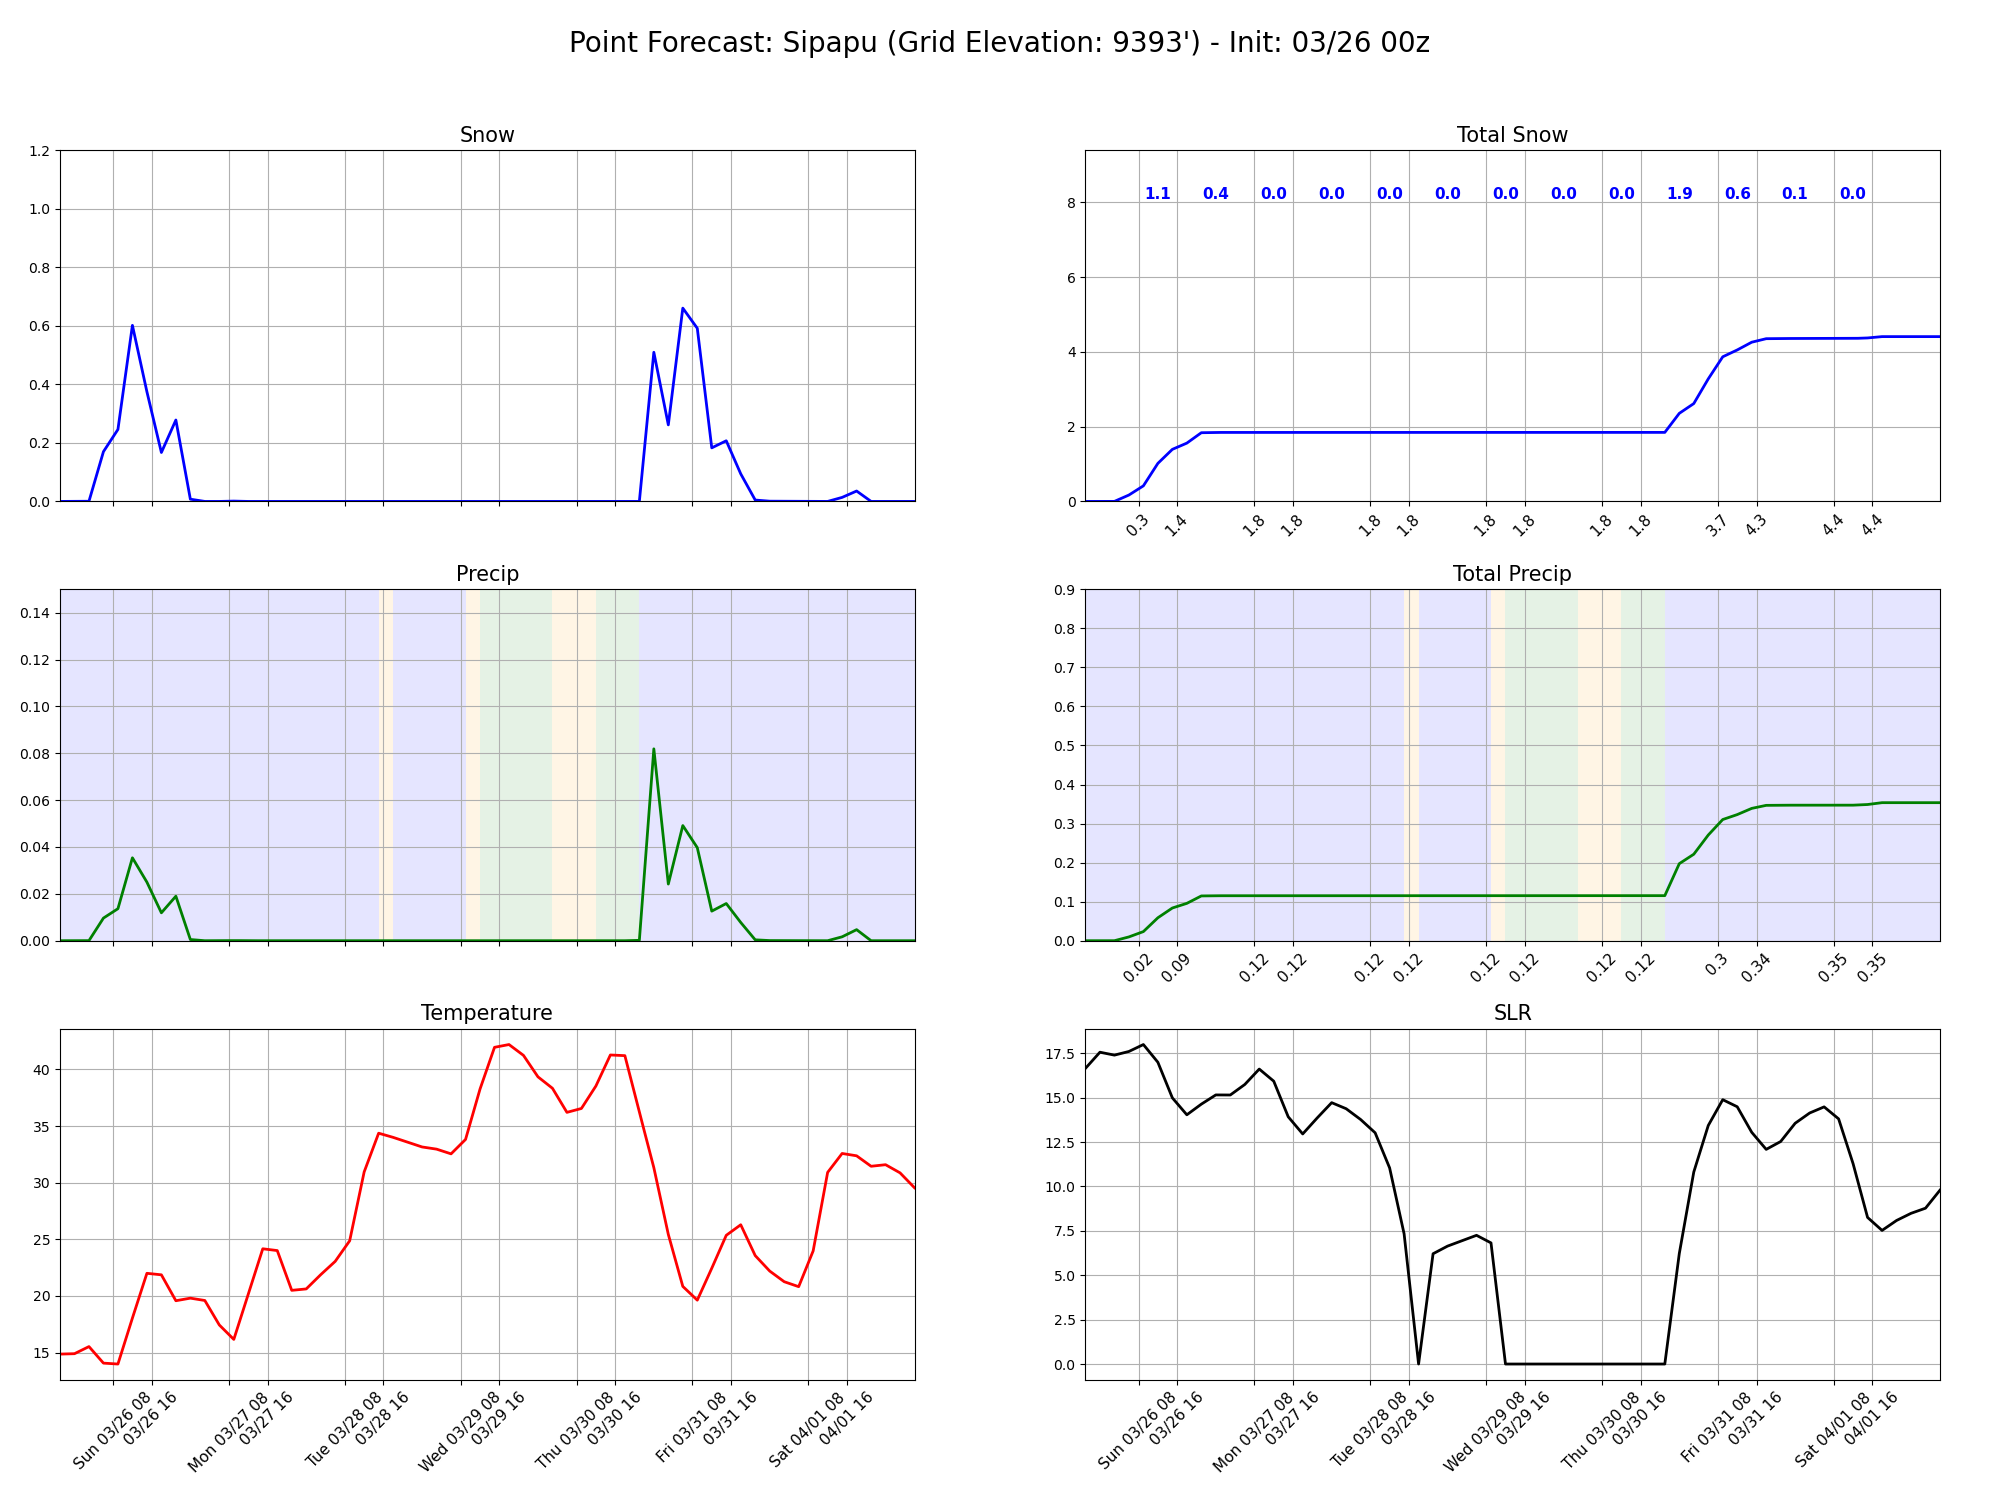 Point Forecast: Sipapu (Grid Elevation: 9393') - Init: 03/26 00z
Snow
1.2
1.0
0.8
0.6
0.4
0.2
0.0
Total Snow
1.1 0.4 0.0 0.0 0.0 0.0 0.0 0.0 0.0 1.9 0.6 0.1 0.0
8
6
4
2
0
0.3 1.4 1.8 1.8 1.8 1.8 1.8 1.8 1.8 1.8 3.7 4.3 4.4 4.4
Precip
0.14
0.12
0.10
0.08
0.06
0.04
0.02
0.00
Total Precip
0.9
0.8
0.7
0.6
0.5
0.4
0.3
0.2
0.1
0.0
0.02 0.09 0.12 0.12 0.12 0.12 0.12 0.12 0.12 0.12 0.3 0.34 0.35 0.35
Temperature
40
35
30
25
20
15
Sun 03/26 08
03/26 16
Mon 03/27 08
03/27 16
Tue 03/28 08
03/28 16
Wed 03/29 08
03/29 16
Thu 03/30 08
03/30 16
Fri 03/31 08
03/31 16
Sat 04/01 08
04/01 16
SLR
17.5
15.0
12.5
10.0
7.5
5.0
2.5
0.0
Sun 03/26 08
03/26 16
Mon 03/27 08
03/27 16
Tue 03/28 08
03/28 16
Wed 03/29 08
03/29 16
Thu 03/30 08
03/30 16
Fri 03/31 08
03/31 16
Sat 04/01 08
04/01 16